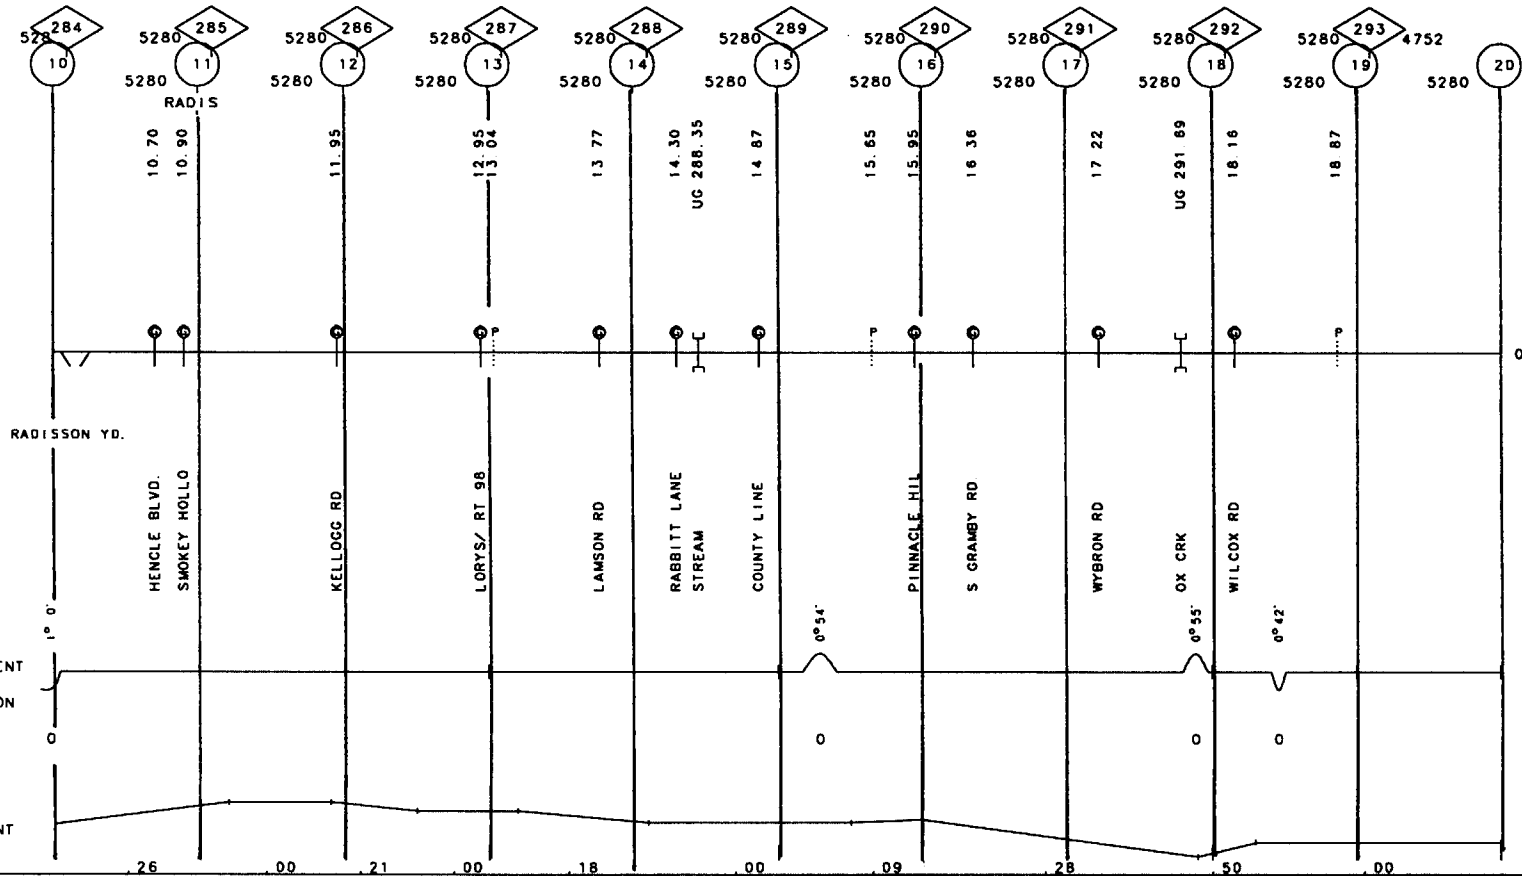 284 285 286 287 288 289 290 291 292 293
528 5280 5280 5280 5280 5280 5280 5280 5280 5280 4752
10 11 12 13 14 15 16 17 18 19 20
5280 5280 5280 5280 5280 5280 5280 5280 5280 5280
RADIS
10.70 10.90 11.95 12.95 13.04 13 77 14.30 UG 288.35 14 87 15.65 15.95 16 36 17 22 UG 291 69 18.16 18 87
P P P
0
RADISSON YD.
HENCLE BLVD.
SMOKEY HOLLO
KELLOGG RD
LORYS/ RT 98
LAMSON RD
RABBITT LANE
STREAM
COUNTY LINE
PINNACLE HIL
S GRAMBY RD
WYBRON RD
OX CRK
WILCOX RD
1° 0' 0°54' 0°55' 0°42'
ENT
ON
0 0 0 0
NT
.26 .00 .21 .00 .18 .00 .09 .28 .50 .00